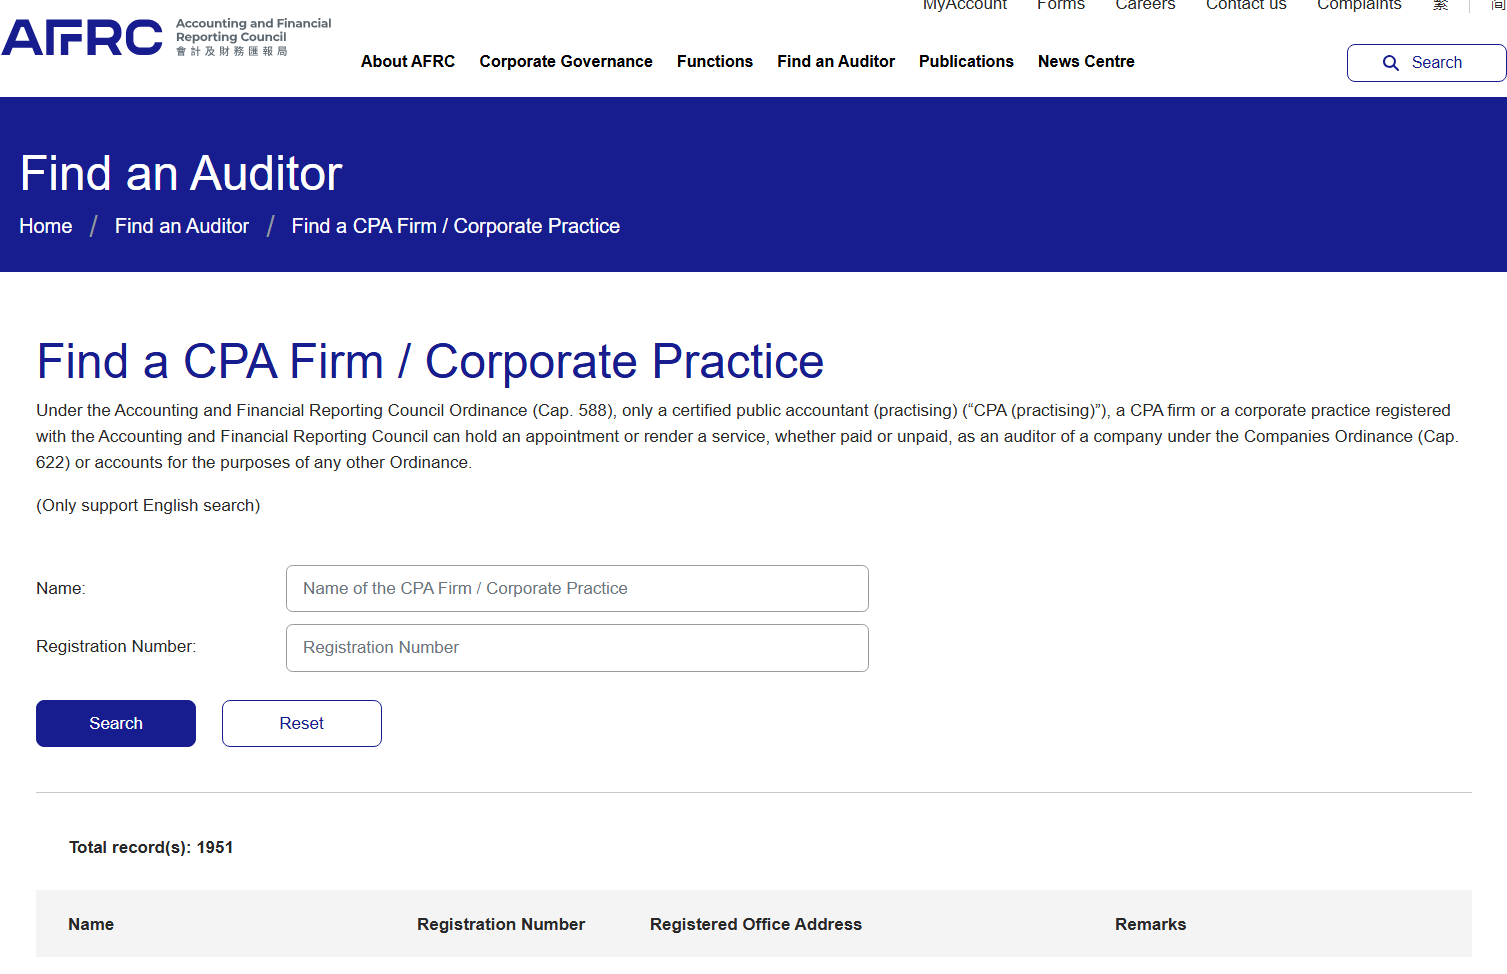 MyAccount Forms Careers Contact us Complaints 繁 简
AFRC Accounting and Financial
Reporting Council
會計及財務匯報局
About AFRC Corporate Governance Functions Find an Auditor Publications News Centre
Search
Find an Auditor
Home / Find an Auditor / Find a CPA Firm / Corporate Practice
Find a CPA Firm / Corporate Practice
Under the Accounting and Financial Reporting Council Ordinance (Cap. 588), only a certified public accountant (practising) (“CPA (practising)”), a CPA firm or a corporate practice registered
with the Accounting and Financial Reporting Council can hold an appointment or render a service, whether paid or unpaid, as an auditor of a company under the Companies Ordinance (Cap.
622) or accounts for the purposes of any other Ordinance.
(Only support English search)
Name: Name of the CPA Firm / Corporate Practice
Registration Number: Registration Number
Search Reset
Total record(s): 1951
Name Registration Number Registered Office Address Remarks